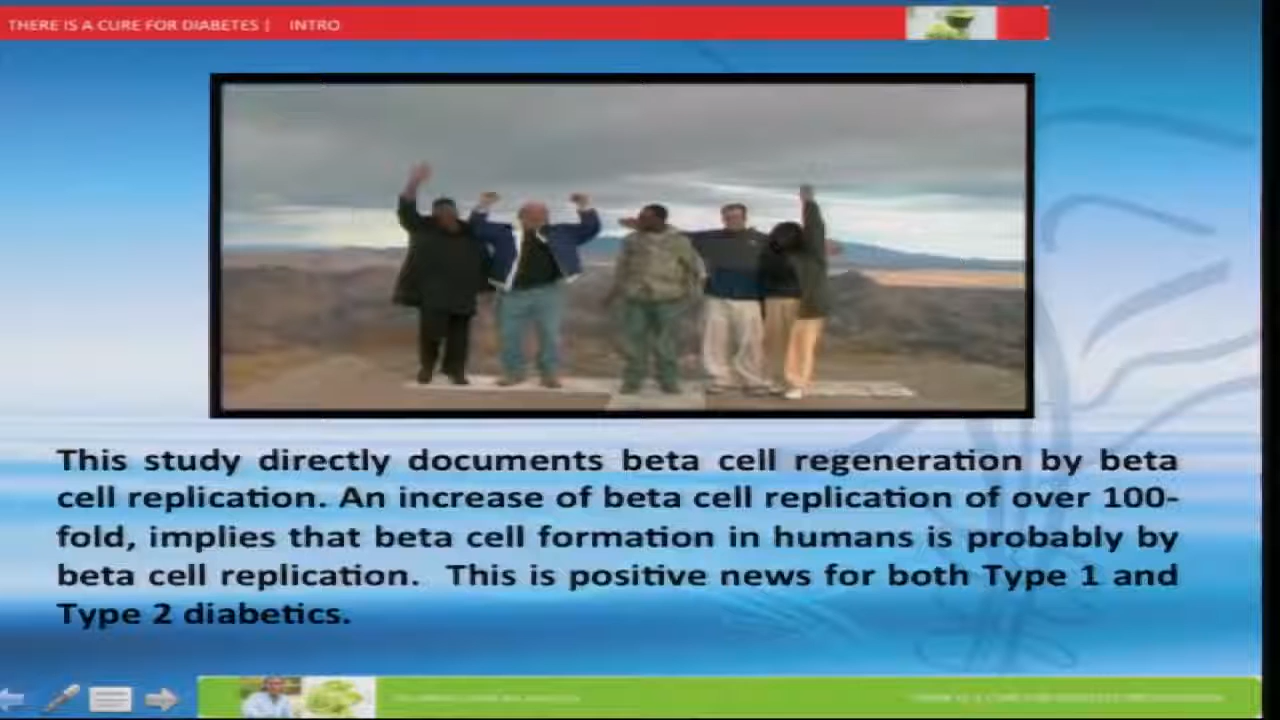 THERE IS A CURE FOR DIABETES | INTRO
This study directly documents beta cell regeneration by beta
cell replication. An increase of beta cell replication of over 100-
fold, implies that beta cell formation in humans is probably by
beta cell replication. This is positive news for both Type 1 and
Type 2 diabetics.